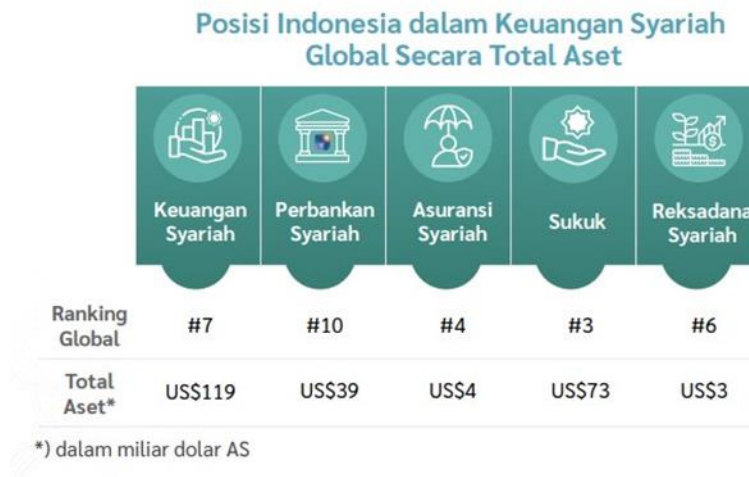 Posisi Indonesia dalam Keuangan Syariah
Global Secara Total Aset
Keuangan
Syariah
Perbankan
Syariah
Asuransi
Syariah
Sukuk
Reksadana
Syariah
Ranking
Global
#7
#10
#4
#3
#6
Total
Aset*
US$119
US$39
US$4
US$73
US$3
*) dalam miliar dolar AS